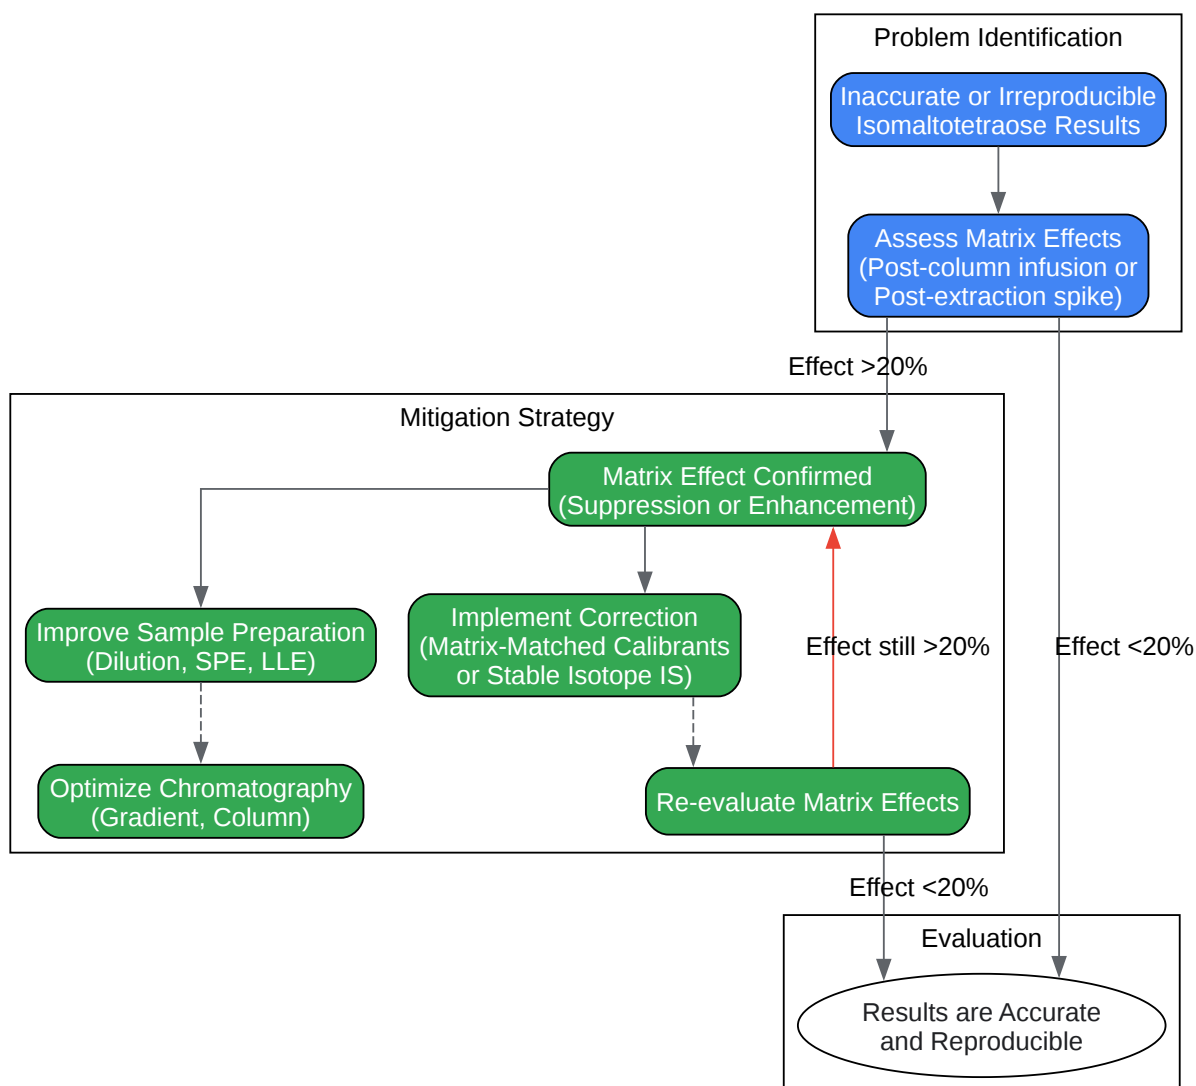 Problem Identification
Inaccurate or Irreproducible
Isomaltotetraose Results
Assess Matrix Effects
(Post-column infusion or
Post-extraction spike)
Effect >20%
Mitigation Strategy
Matrix Effect Confirmed
(Suppression or Enhancement)
Improve Sample Preparation
(Dilution, SPE, LLE)
Implement Correction
(Matrix-Matched Calibrants
or Stable Isotope IS)
Effect still >20%
Effect <20%
Optimize Chromatography
(Gradient, Column)
Re-evaluate Matrix Effects
Effect <20%
Evaluation
Results are Accurate
and Reproducible